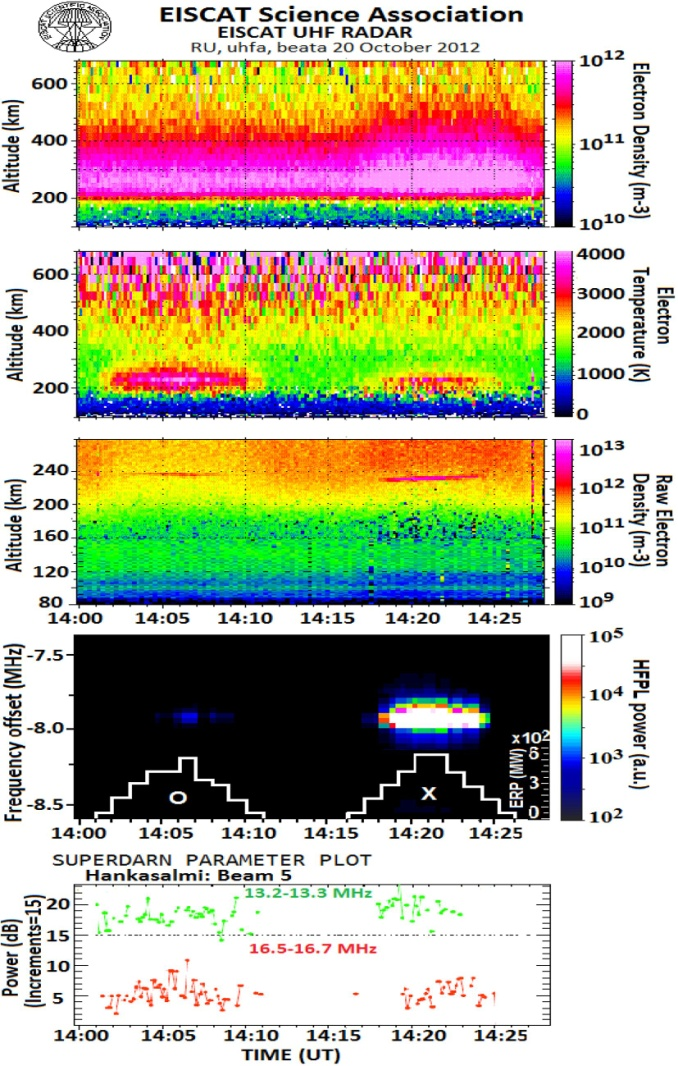 EISCAT Science Association
EISCAT UHF RADAR
RU, uhfa, beata 20 October 2012
Altitude (km)
600
400
200
10^12
10^11
10^10
Electron Density (m-3)
Altitude (km)
600
400
200
4000
3000
2000
1000
0
Electron
Temperature (K)
Altitude (km)
240
200
160
120
80
10^13
10^12
10^11
10^10
10^9
Raw Electron
Density (m-3)
14:00 14:05 14:10 14:15 14:20 14:25
Frequency offset (MHz)
-7.5
-8.0
-8.5
O
X
ERP (MW)
x10^2
6
3
0
10^5
10^4
10^3
10^2
HFPL power (a.u.)
14:00 14:05 14:10 14:15 14:20 14:25
SUPERDARN PARAMETER PLOT
Hankasalmi: Beam 5
Power (dB)
(Increments=15)
20
15
10
5
13.2-13.3 MHz
16.5-16.7 MHz
14:00 14:05 14:10 14:15 14:20 14:25
TIME (UT)